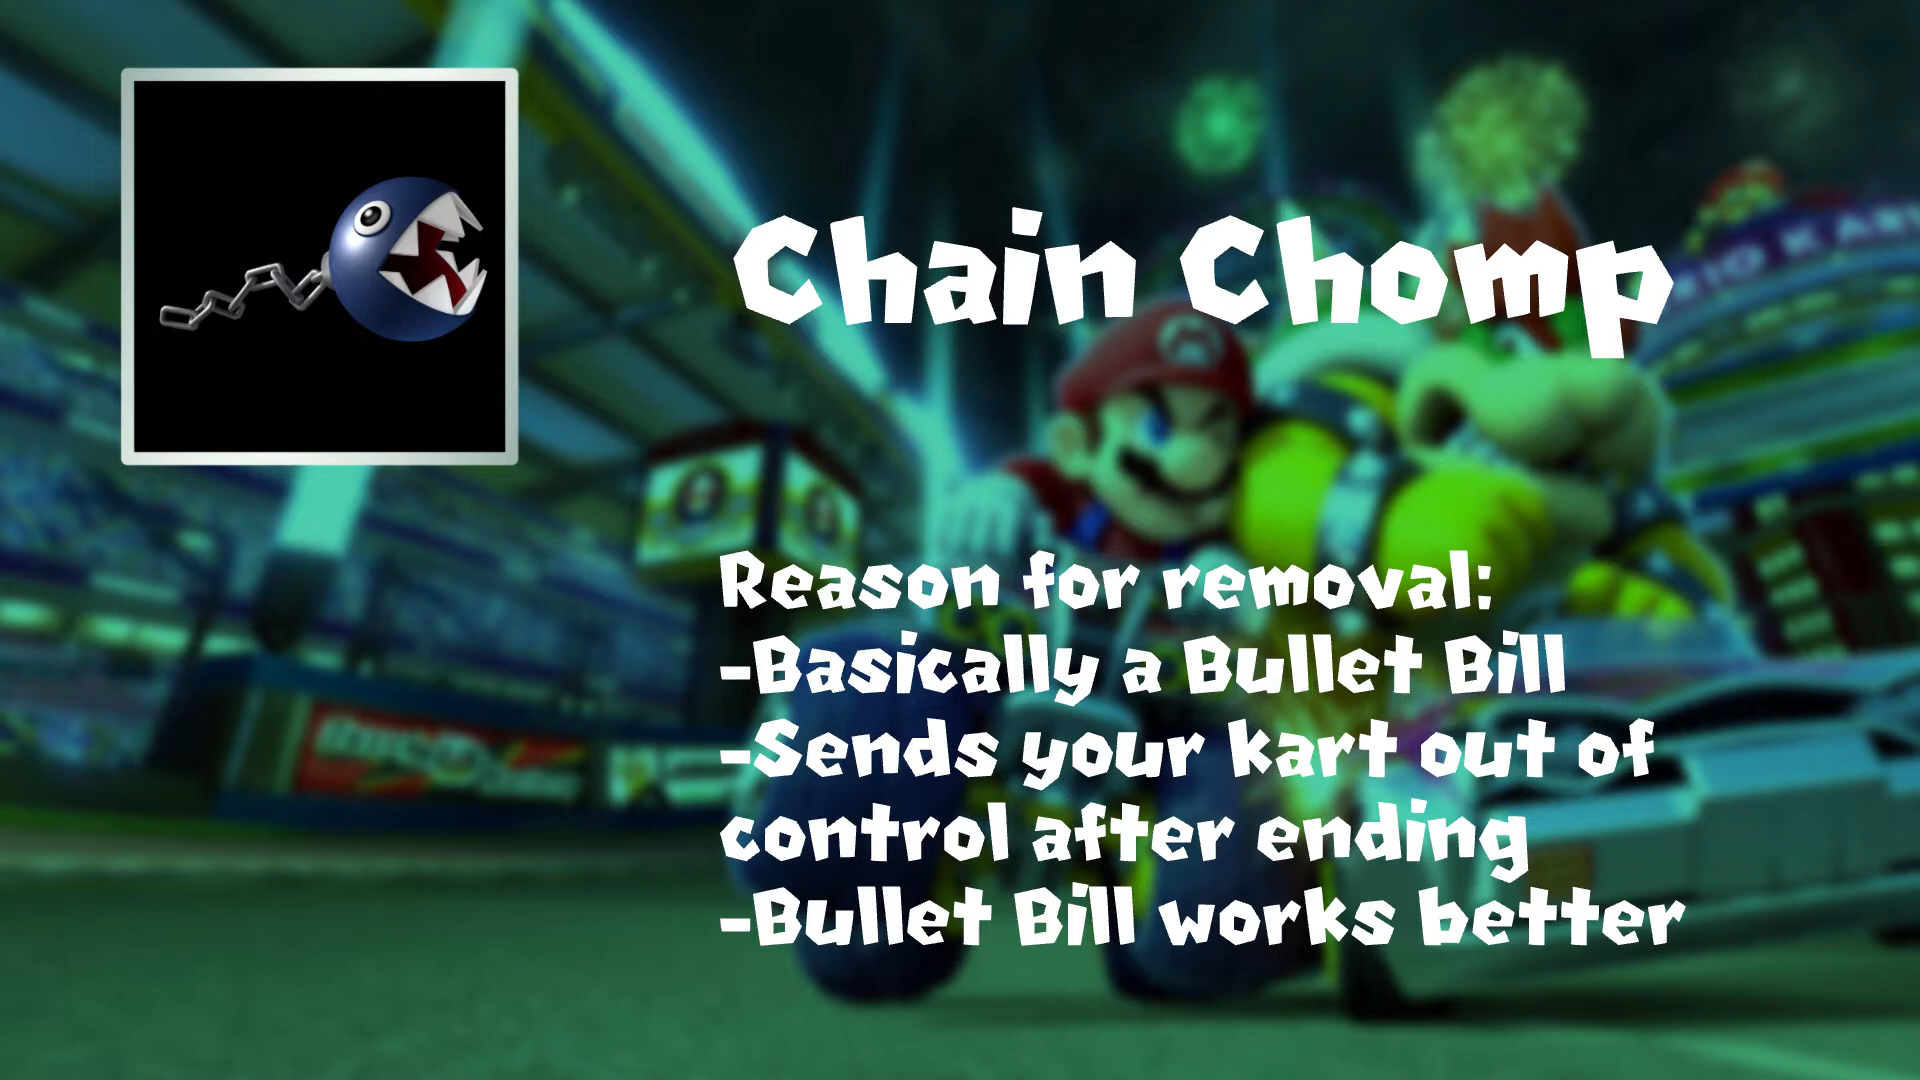 Chain Chomp
Reason for removal:
-Basically a Bullet Bill
-Sends your kart out of
control after ending
-Bullet Bill works better